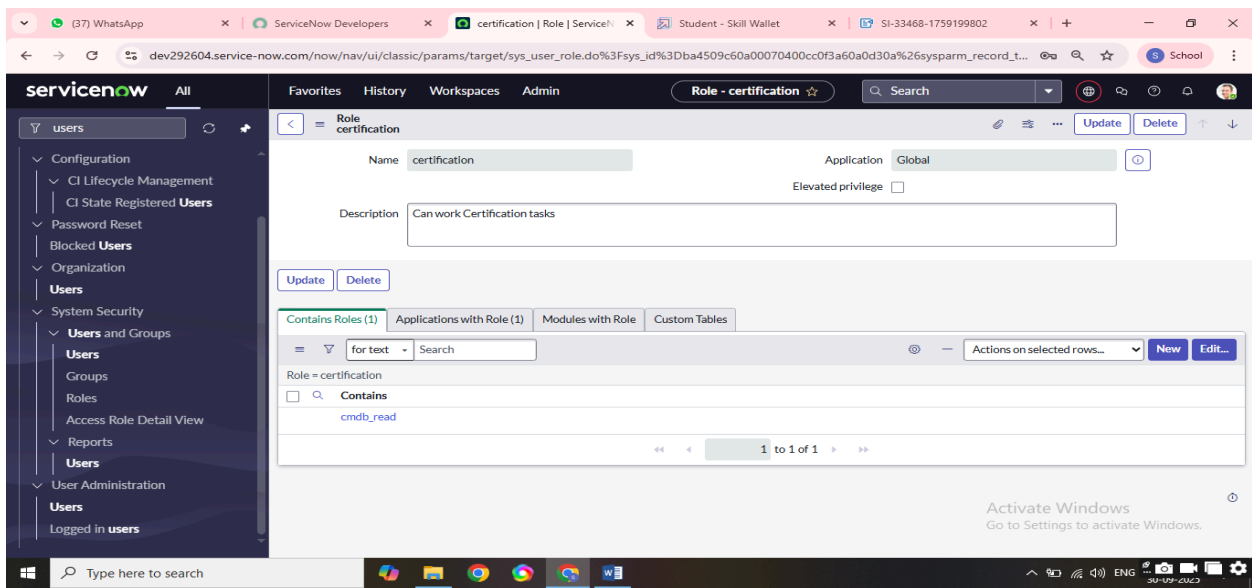 (37) WhatsApp
ServiceNow Developers
certification | Role | ServiceN
Student - Skill Wallet
SI-33468-1759199802
dev292604.service-now.com/now/nav/ui/classic/params/target/sys_user_role.do%3Fsys_id%3Dba4509c60a00070400cc0f3a60a0d30a%26sysparm_record_t...
S School
servicenow All Favorites History Workspaces Admin Role - certification Search
users
Role
certification
Update Delete
Configuration
CI Lifecycle Management
CI State Registered Users
Password Reset
Blocked Users
Organization
Users
System Security
Users and Groups
Users
Groups
Roles
Access Role Detail View
Reports
Users
User Administration
Users
Logged in users
Name certification
Application Global
Elevated privilege
Description Can work Certification tasks
Update Delete
Contains Roles (1) Applications with Role (1) Modules with Role Custom Tables
for text Search Actions on selected rows... New Edit...
Role = certification
Contains
cmdb_read
1 to 1 of 1
Activate Windows
Go to Settings to activate Windows.
Type here to search
ENG
30-09-2025